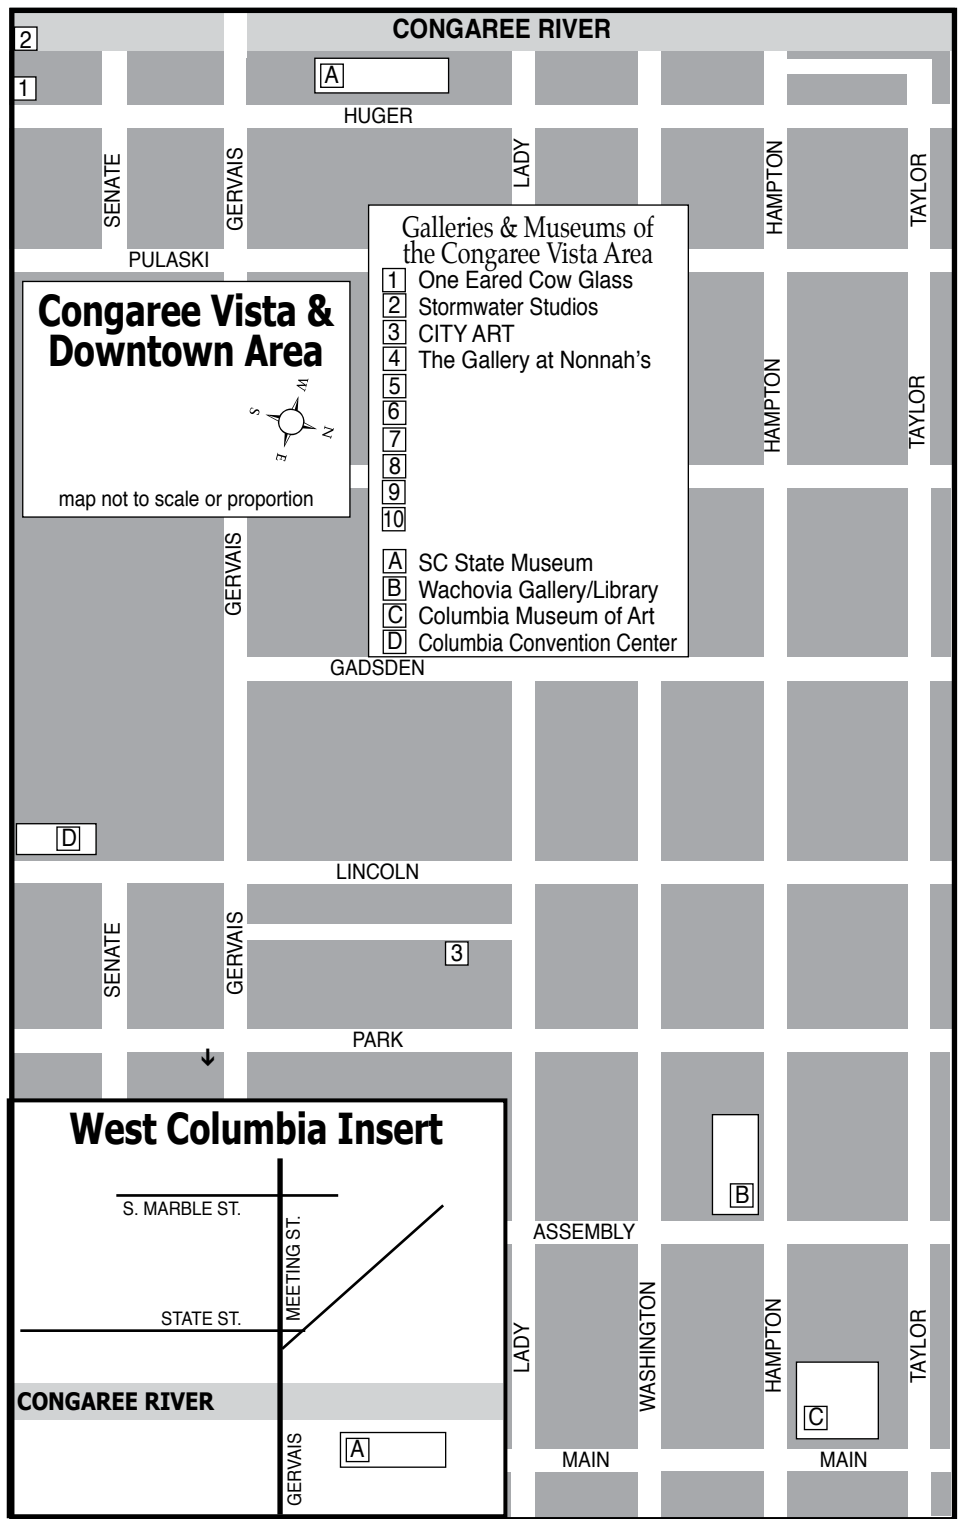 CONGAREE RIVER
2
1
A
HUGER
SENATE
GERVAIS
LADY
HAMPTON
TAYLOR
PULASKI
Galleries & Museums of
the Congaree Vista Area
1 One Eared Cow Glass
2 Stormwater Studios
3 CITY ART
4 The Gallery at Nonnah's
5
6
7
8
9
10
A SC State Museum
B Wachovia Gallery/Library
C Columbia Museum of Art
D Columbia Convention Center
Congaree Vista &
Downtown Area
W
S
N
E
map not to scale or proportion
HAMPTON
TAYLOR
GERVAIS
GADSDEN
D
LINCOLN
SENATE
GERVAIS
3
PARK
B
ASSEMBLY
LADY
WASHINGTON
HAMPTON
TAYLOR
C
MAIN
MAIN
West Columbia Insert
S. MARBLE ST.
MEETING ST.
STATE ST.
CONGAREE RIVER
GERVAIS
A